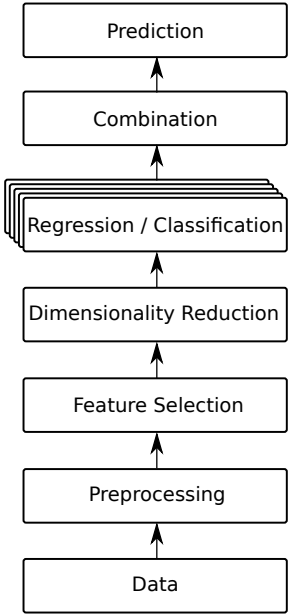 Prediction
Combination
Regression / Classification
Dimensionality Reduction
Feature Selection
Preprocessing
Data